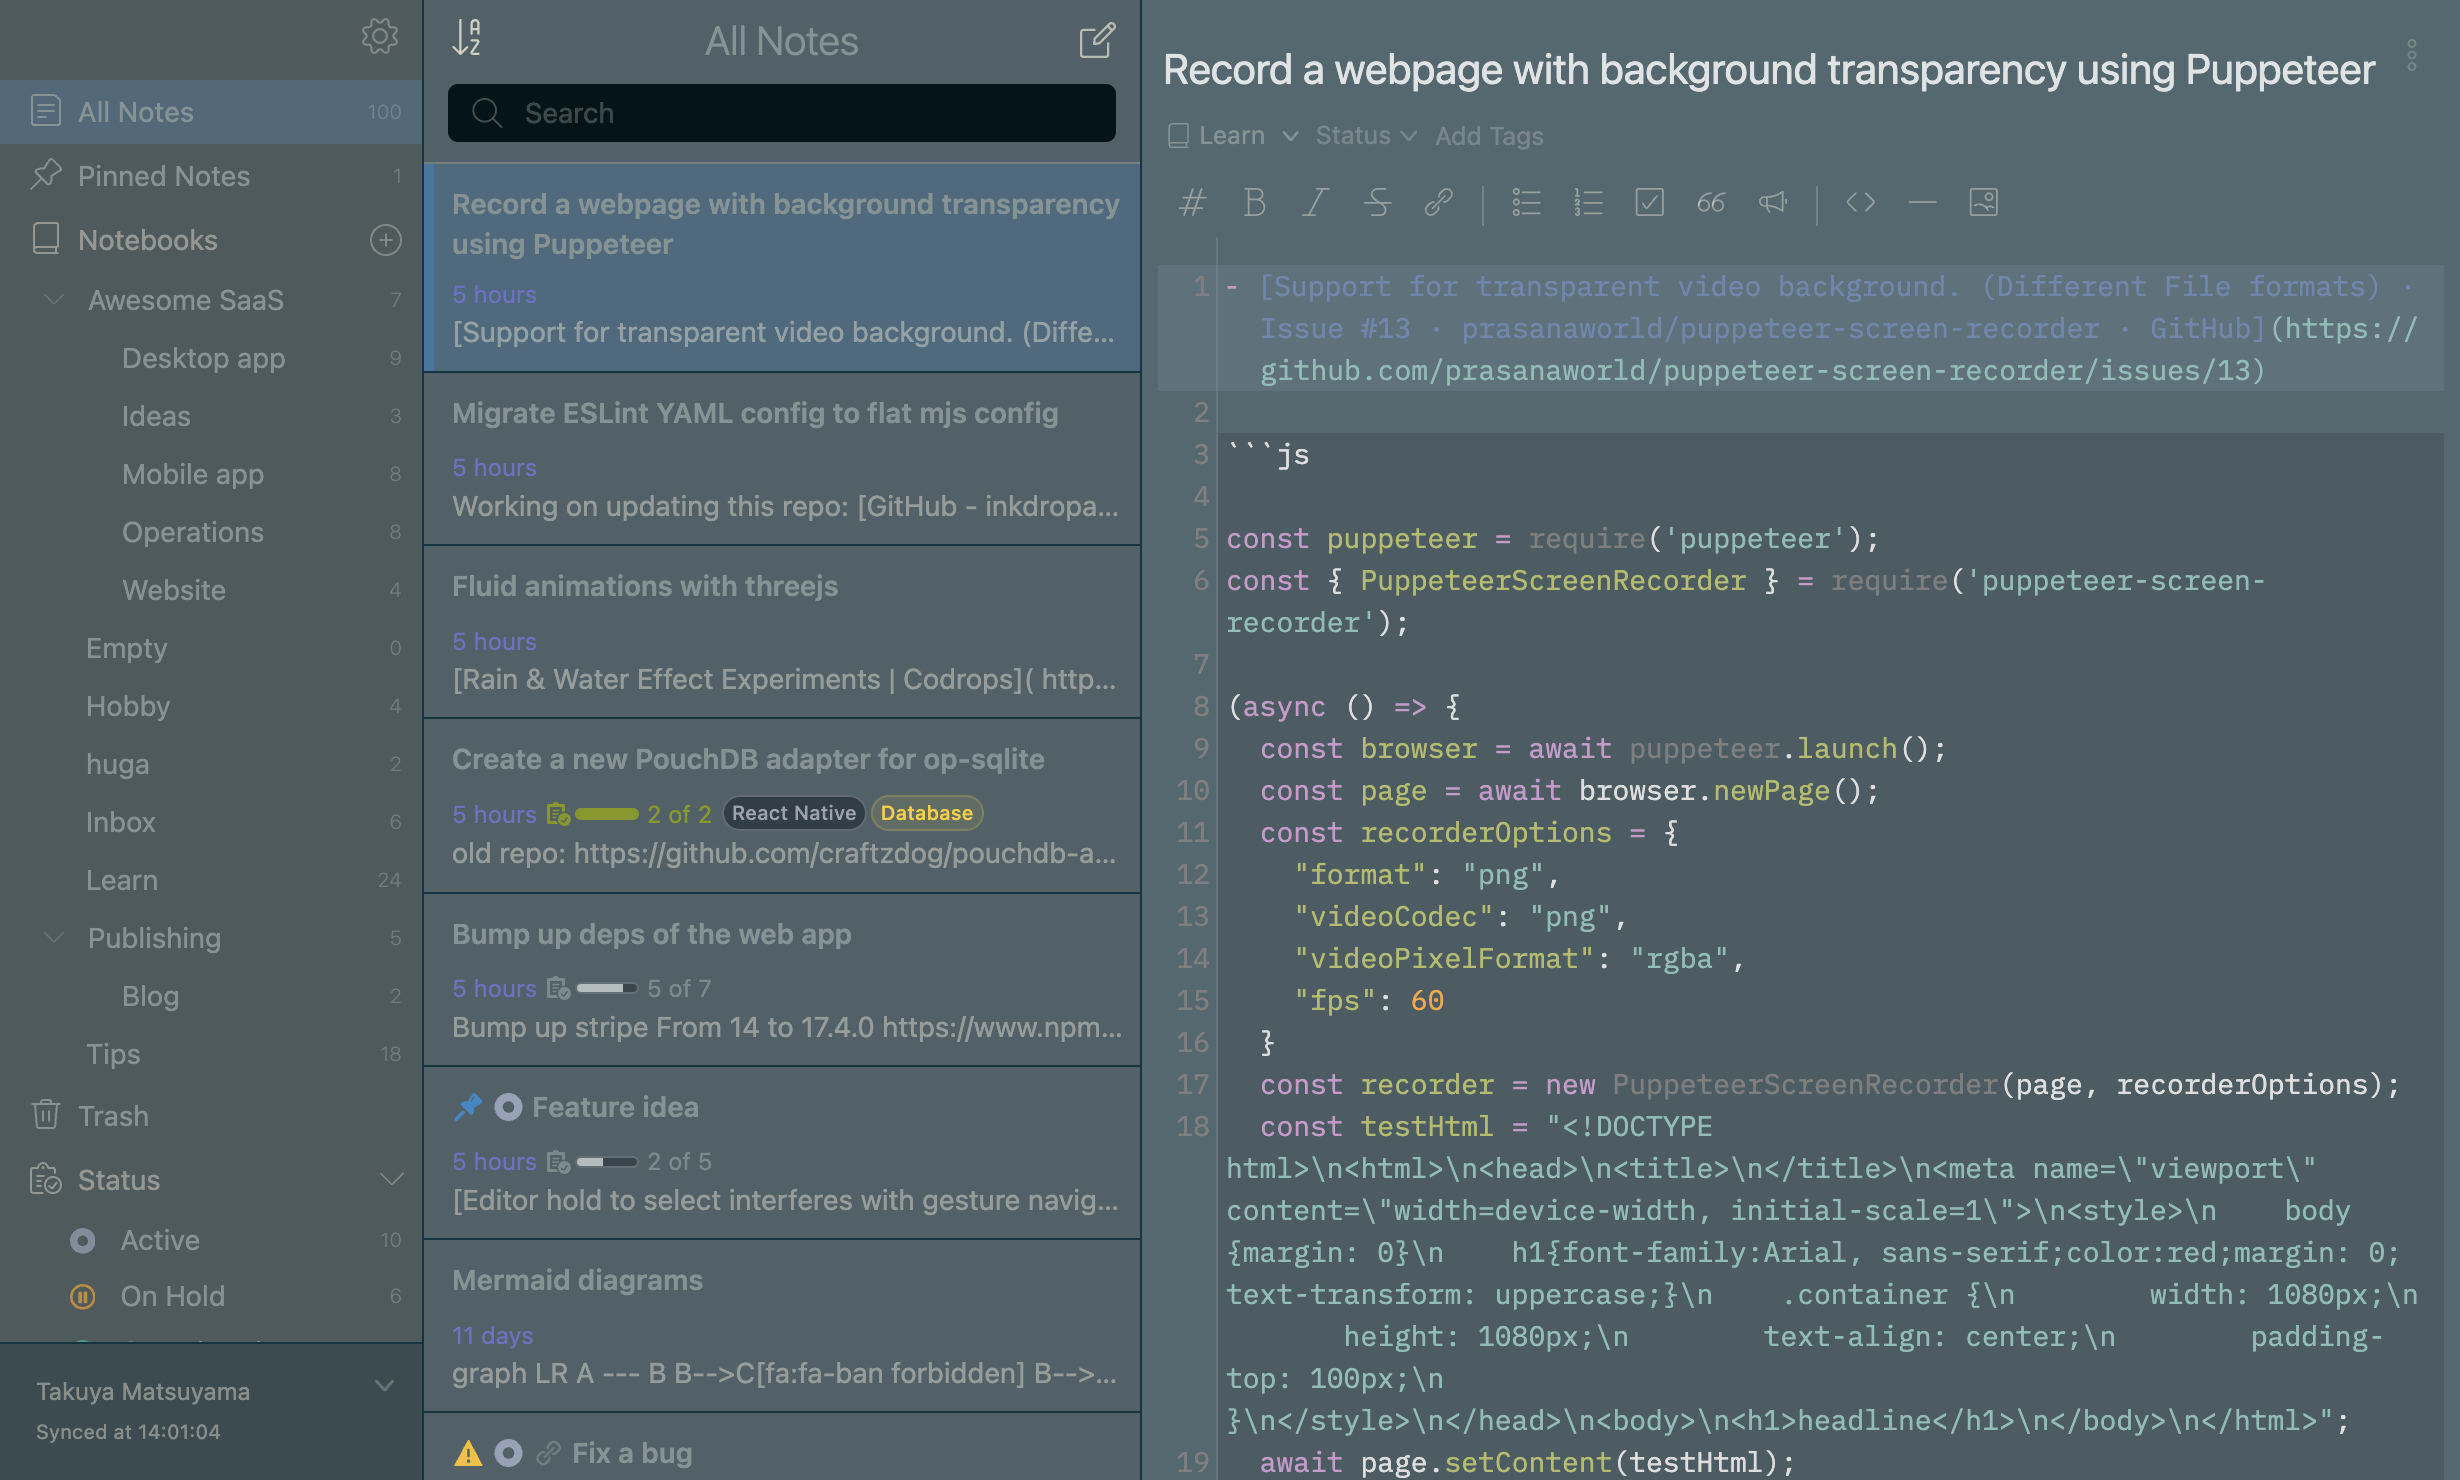 All Notes 100
Pinned Notes 1
Notebooks
Awesome SaaS 7
Desktop app 9
Ideas 3
Mobile app 8
Operations 8
Website 4
Empty 0
Hobby 4
huga 2
Inbox 6
Learn 24
Publishing 5
Blog 2
Tips 18
Trash
Status
Active 10
On Hold 6
Takuya Matsuyama
Synced at 14:01:04
All Notes
Search
Record a webpage with background transparency
using Puppeteer
5 hours
[Support for transparent video background. (Diffe...
Migrate ESLint YAML config to flat mjs config
5 hours
Working on updating this repo: [GitHub - inkdropa...
Fluid animations with threejs
5 hours
[Rain & Water Effect Experiments | Codrops]( http...
Create a new PouchDB adapter for op-sqlite
5 hours 2 of 2 React Native Database
old repo: https://github.com/craftzdog/pouchdb-a...
Bump up deps of the web app
5 hours 5 of 7
Bump up stripe From 14 to 17.4.0 https://www.npm...
Feature idea
5 hours 2 of 5
[Editor hold to select interferes with gesture navig...
Mermaid diagrams
11 days
graph LR A --- B B-->C[fa:fa-ban forbidden] B-->...
Fix a bug
Record a webpage with background transparency using Puppeteer
Learn Status Add Tags
1 - [Support for transparent video background. (Different File formats) ·
Issue #13 · prasanaworld/puppeteer-screen-recorder · GitHub](https://
github.com/prasanaworld/puppeteer-screen-recorder/issues/13)
2
3 ```js
4
5 const puppeteer = require('puppeteer');
6 const { PuppeteerScreenRecorder } = require('puppeteer-screen-
recorder');
7
8 (async () => {
9 const browser = await puppeteer.launch();
10 const page = await browser.newPage();
11 const recorderOptions = {
12 "format": "png",
13 "videoCodec": "png",
14 "videoPixelFormat": "rgba",
15 "fps": 60
16 }
17 const recorder = new PuppeteerScreenRecorder(page, recorderOptions);
18 const testHtml = "<!DOCTYPE
html>\n<html>\n<head>\n<title>\n</title>\n<meta name=\"viewport\"
content=\"width=device-width, initial-scale=1\">\n<style>\n body
{margin: 0}\n h1{font-family:Arial, sans-serif;color:red;margin: 0;
text-transform: uppercase;}\n .container {\n width: 1080px;\n
height: 1080px;\n text-align: center;\n padding-
top: 100px;\n
}\n</style>\n</head>\n<body>\n<h1>headline</h1>\n</body>\n</html>";
19 await page.setContent(testHtml);